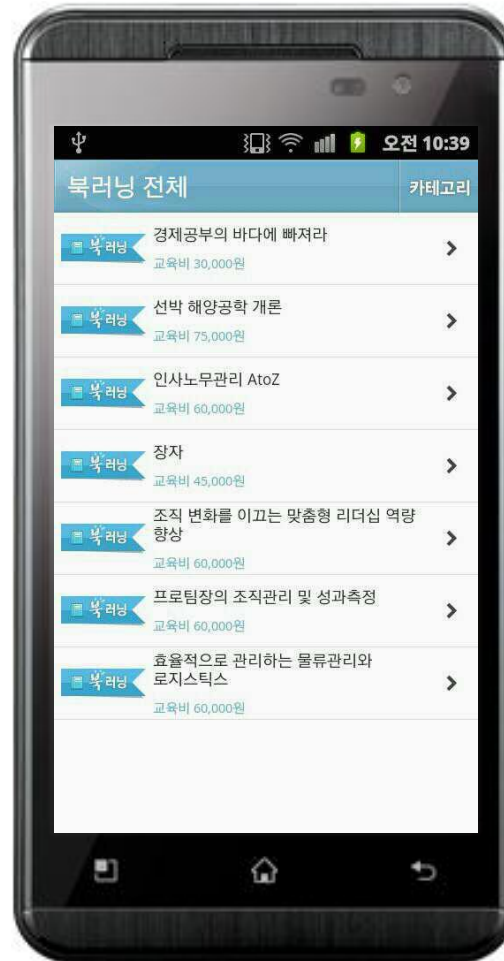 오전 10:39
북러닝 전체
카테고리
북러닝
경제공부의 바다에 빠져라
교육비 30,000원
북러닝
선박 해양공학 개론
교육비 75,000원
북러닝
인사노무관리 AtoZ
교육비 60,000원
북러닝
장자
교육비 45,000원
북러닝
조직 변화를 이끄는 맞춤형 리더십 역량
향상
교육비 60,000원
북러닝
프로팀장의 조직관리 및 성과측정
교육비 60,000원
북러닝
효율적으로 관리하는 물류관리와
로지스틱스
교육비 60,000원